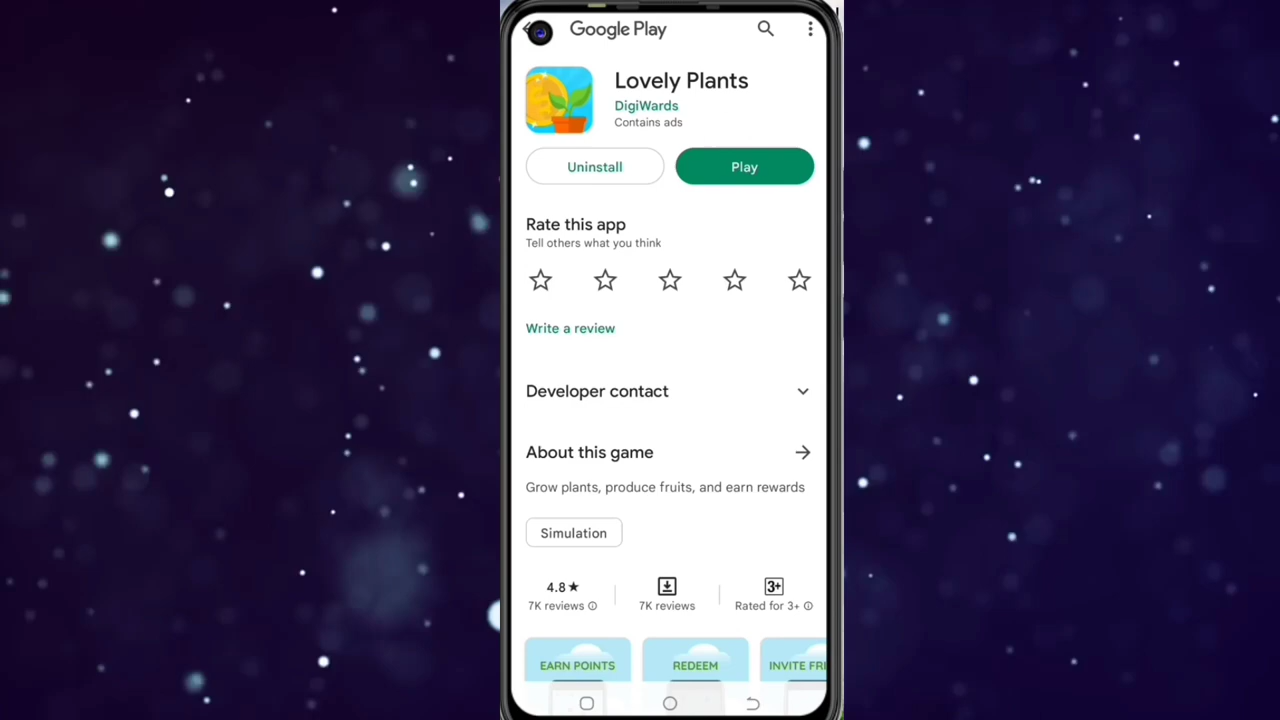 Google Play
Lovely Plants
DigiWards
Contains ads
Uninstall
Play
Rate this app
Tell others what you think
Write a review
Developer contact
About this game
Grow plants, produce fruits, and earn rewards
Simulation
4.8★
7K reviews
7K reviews
3+
Rated for 3+
EARN POINTS
REDEEM